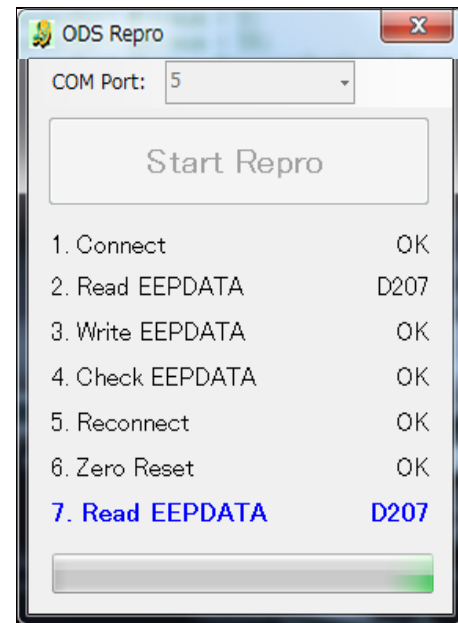 ODS Repro
COM Port: 5
Start Repro
1. Connect OK
2. Read EEPDATA D207
3. Write EEPDATA OK
4. Check EEPDATA OK
5. Reconnect OK
6. Zero Reset OK
7. Read EEPDATA D207